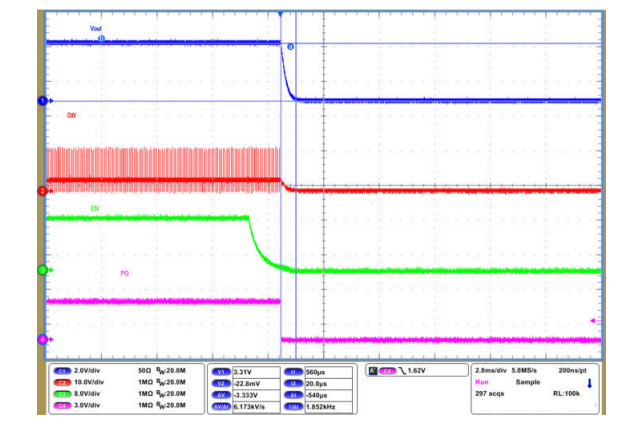 Vout
b
a
1
SW
2
EN
3
PG
4
C1 2.0V/div 50Ω BW:20.0M
C2 10.0V/div 1MΩ BW:20.0M
C3 8.0V/div 1MΩ BW:20.0M
C4 3.0V/div 1MΩ BW:20.0M
V1 3.31V
V2 -22.8mV
ΔV -3.333V
ΔV/Δt 6.173kV/s
t1 560µs
t2 20.0µs
Δt -540µs
1/Δt 1.852kHz
A' C4 1.62V
2.0ms/div 5.0MS/s 200ns/pt
Run Sample
297 acqs RL:100k